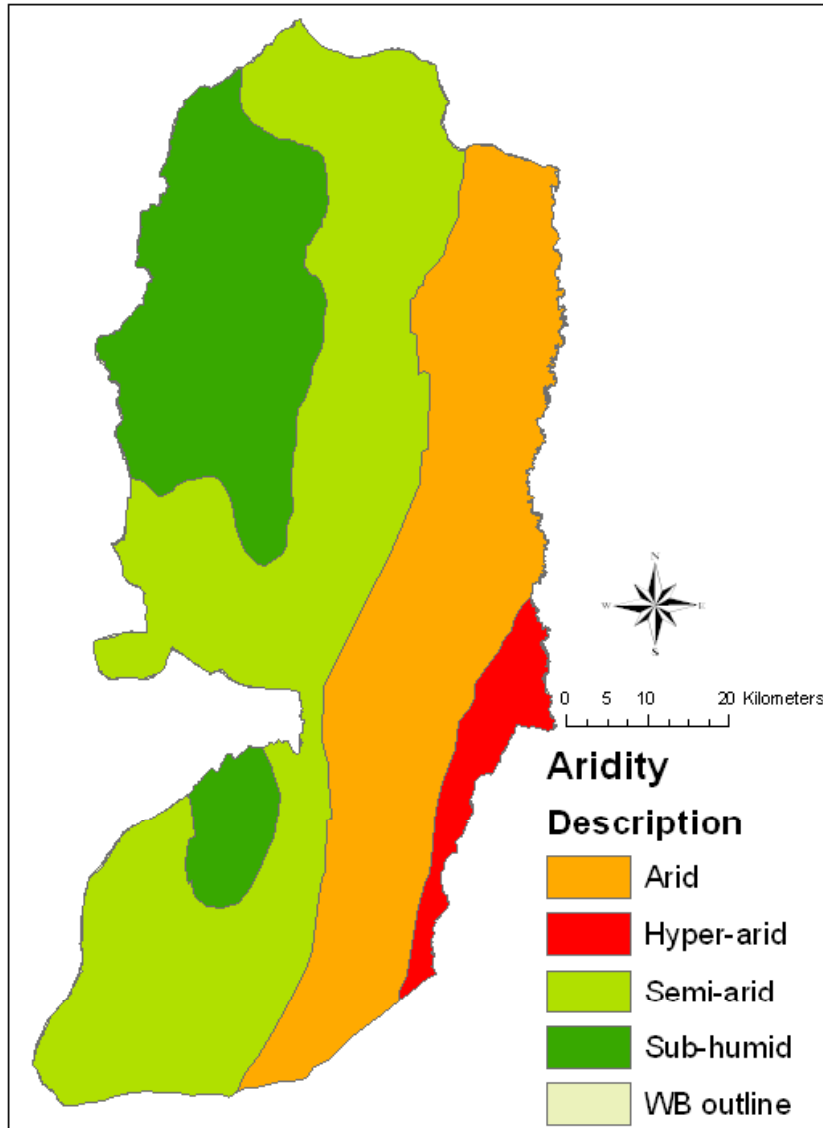 N
W E
S
0 5 10 20 Kilometers
Aridity
Description
Arid
Hyper-arid
Semi-arid
Sub-humid
WB outline